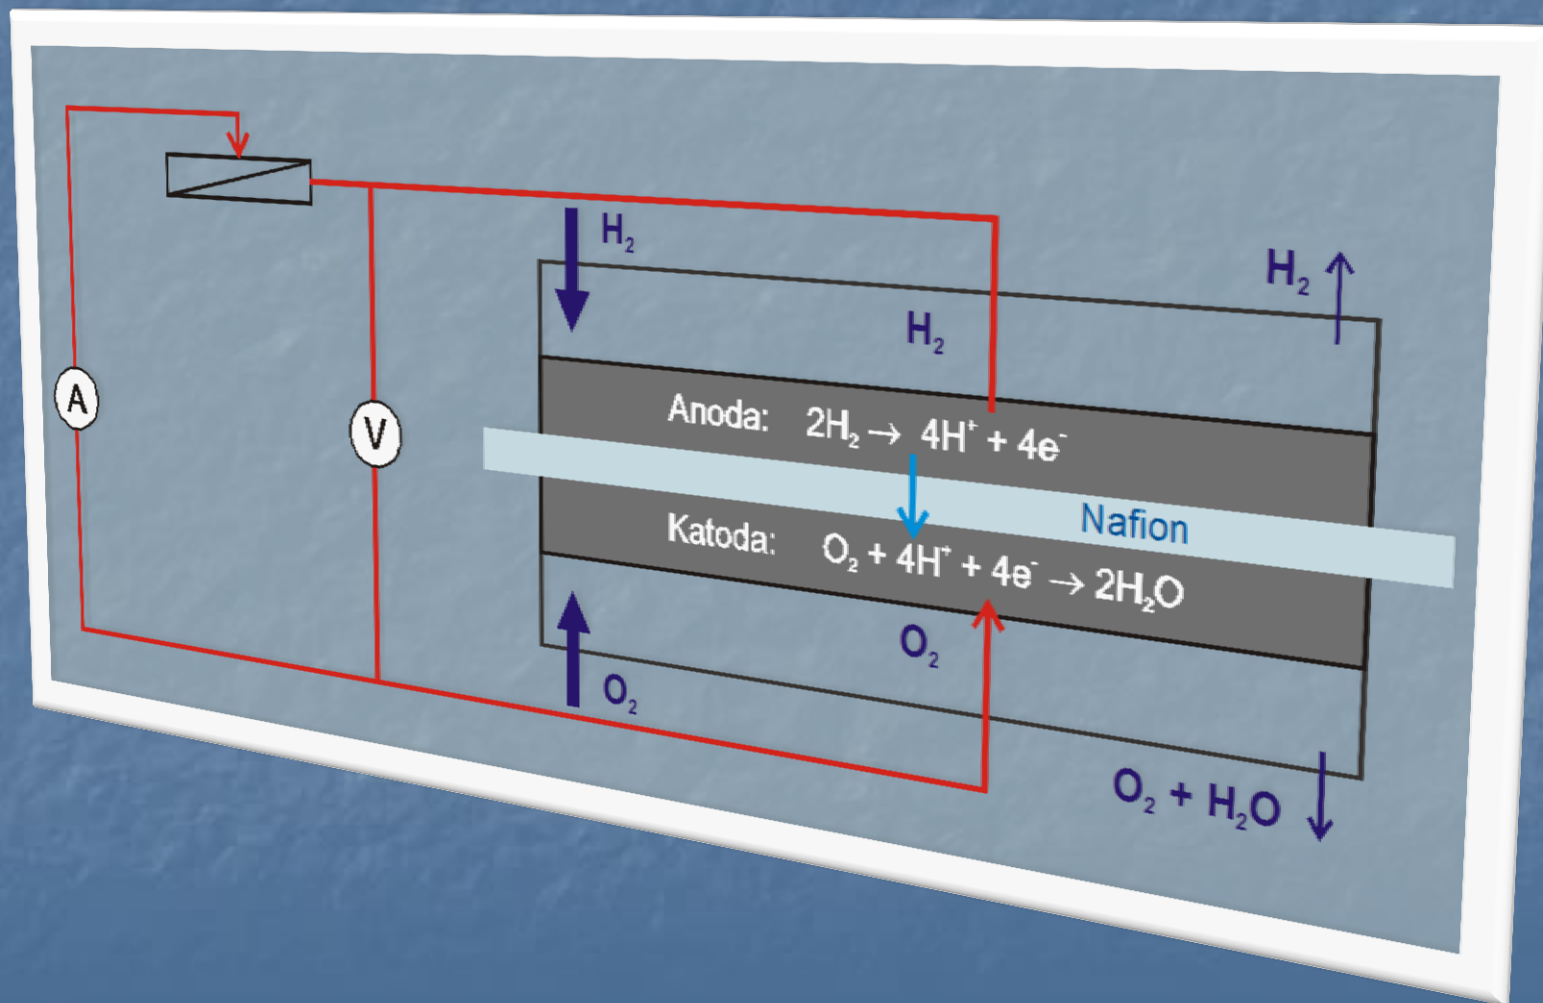 H₂
H₂
H₂
A
V
Anoda: 2H₂ → 4H⁺ + 4e⁻
Nafion
Katoda: O₂ + 4H⁺ + 4e⁻ → 2H₂O
O₂
O₂
O₂ + H₂O